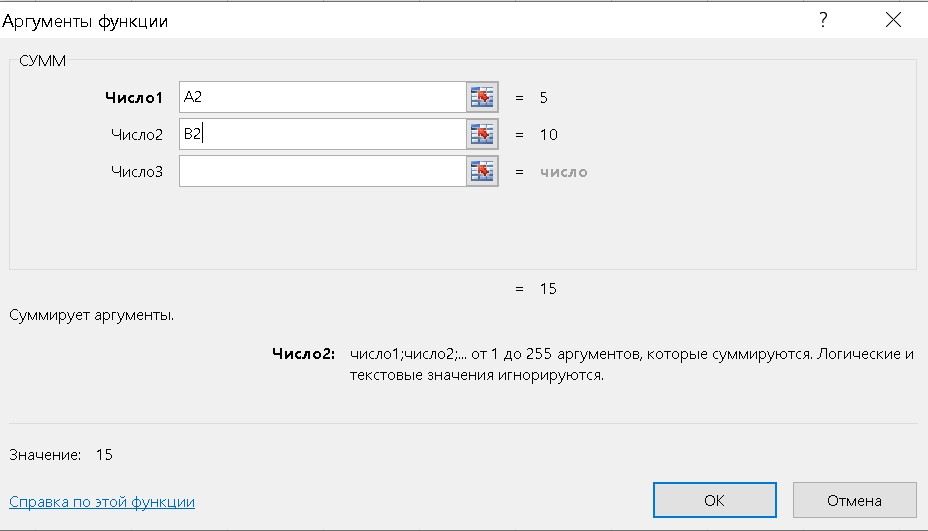 Аргументы функции ?
СУММ
Число1 A2 = 5
Число2 B2 = 10
Число3 = число
= 15
Суммирует аргументы.
Число2: число1;число2;... от 1 до 255 аргументов, которые суммируются. Логические и
текстовые значения игнорируются.
Значение: 15
Справка по этой функции ОК Отмена